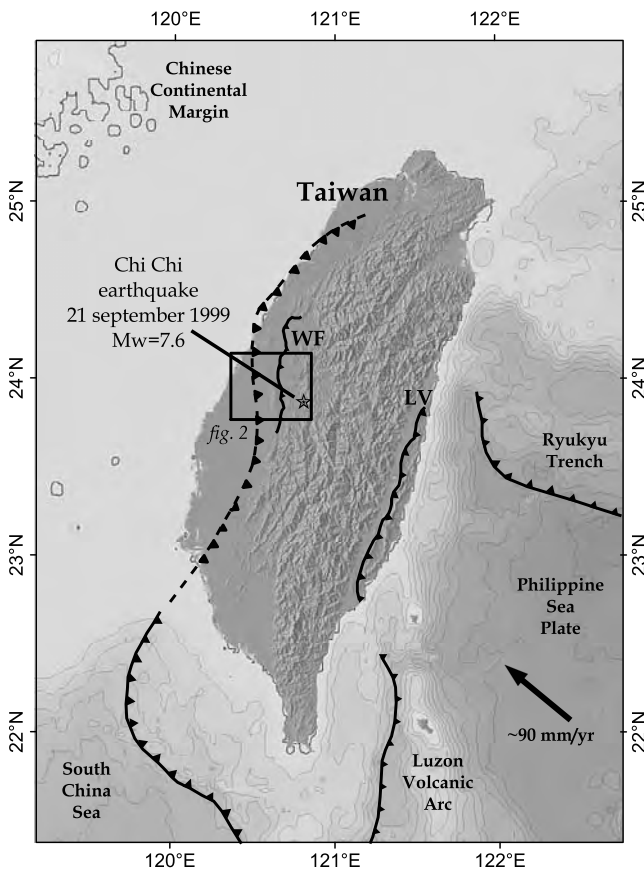 120°E
121°E
122°E
Chinese
Continental
Margin
25°N
25°N
Taiwan
Chi Chi
earthquake
21 september 1999
Mw=7.6
WF
24°N
24°N
LV
fig. 2
Ryukyu
Trench
23°N
23°N
Philippine
Sea
Plate
22°N
22°N
~90 mm/yr
South
China
Sea
Luzon
Volcanic
Arc
120°E
121°E
122°E